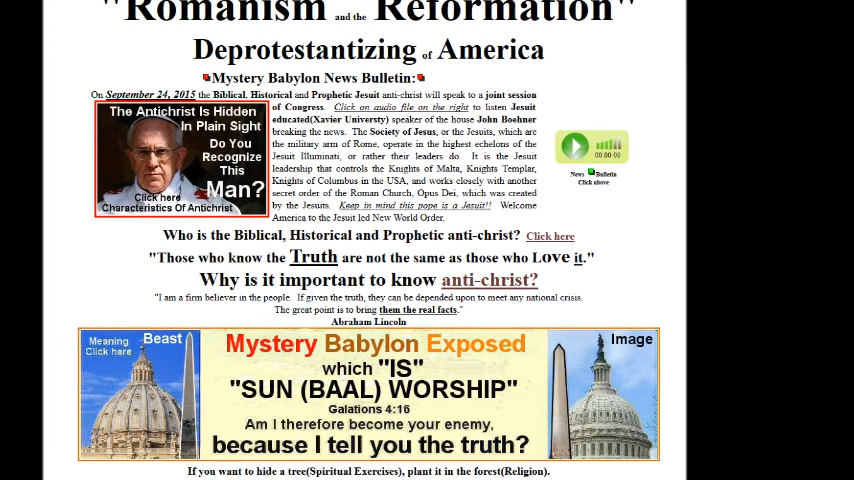 "Romanism and the Reformation"
Deprotestantizing of America
Mystery Babylon News Bulletin:
On September 24, 2015 the Biblical, Historical and Prophetic Jesuit anti-christ will speak to a joint session
The Antichrist Is Hidden
In Plain Sight
Do You
Recognize
This
Man?
Click here
Characteristics Of Antichrist
of Congress. Click on audio file on the right to listen Jesuit
educated(Xavier Universty) speaker of the house John Boehner
breaking the news. The Society of Jesus, or the Jesuits, which are
the military arm of Rome, operate in the highest echelons of the
Jesuit Illuminati, or rather their leaders do. It is the Jesuit
leadership that controls the Knights of Malta, Knights Templar,
Knights of Columbus in the USA, and works closely with another
secret order of the Roman Church, Opus Dei, which was created
by the Jesuits. Keep in mind this pope is a Jesuit!! Welcome
America to the Jesuit led New World Order.
00:00:00
News Bulletin
Click above
Who is the Biblical, Historical and Prophetic anti-christ? Click here
"Those who know the Truth are not the same as those who Love it."
Why is it important to know anti-christ?
"I am a firm believer in the people. If given the truth, they can be depended upon to meet any national crisis.
The great point is to bring them the real facts."
Abraham Lincoln
Meaning
Click here
Beast
Mystery Babylon Exposed
which "IS"
"SUN (BAAL) WORSHIP"
Galations 4:16
Am I therefore become your enemy,
because I tell you the truth?
Image
If you want to hide a tree(Spiritual Exercises), plant it in the forest(Religion).